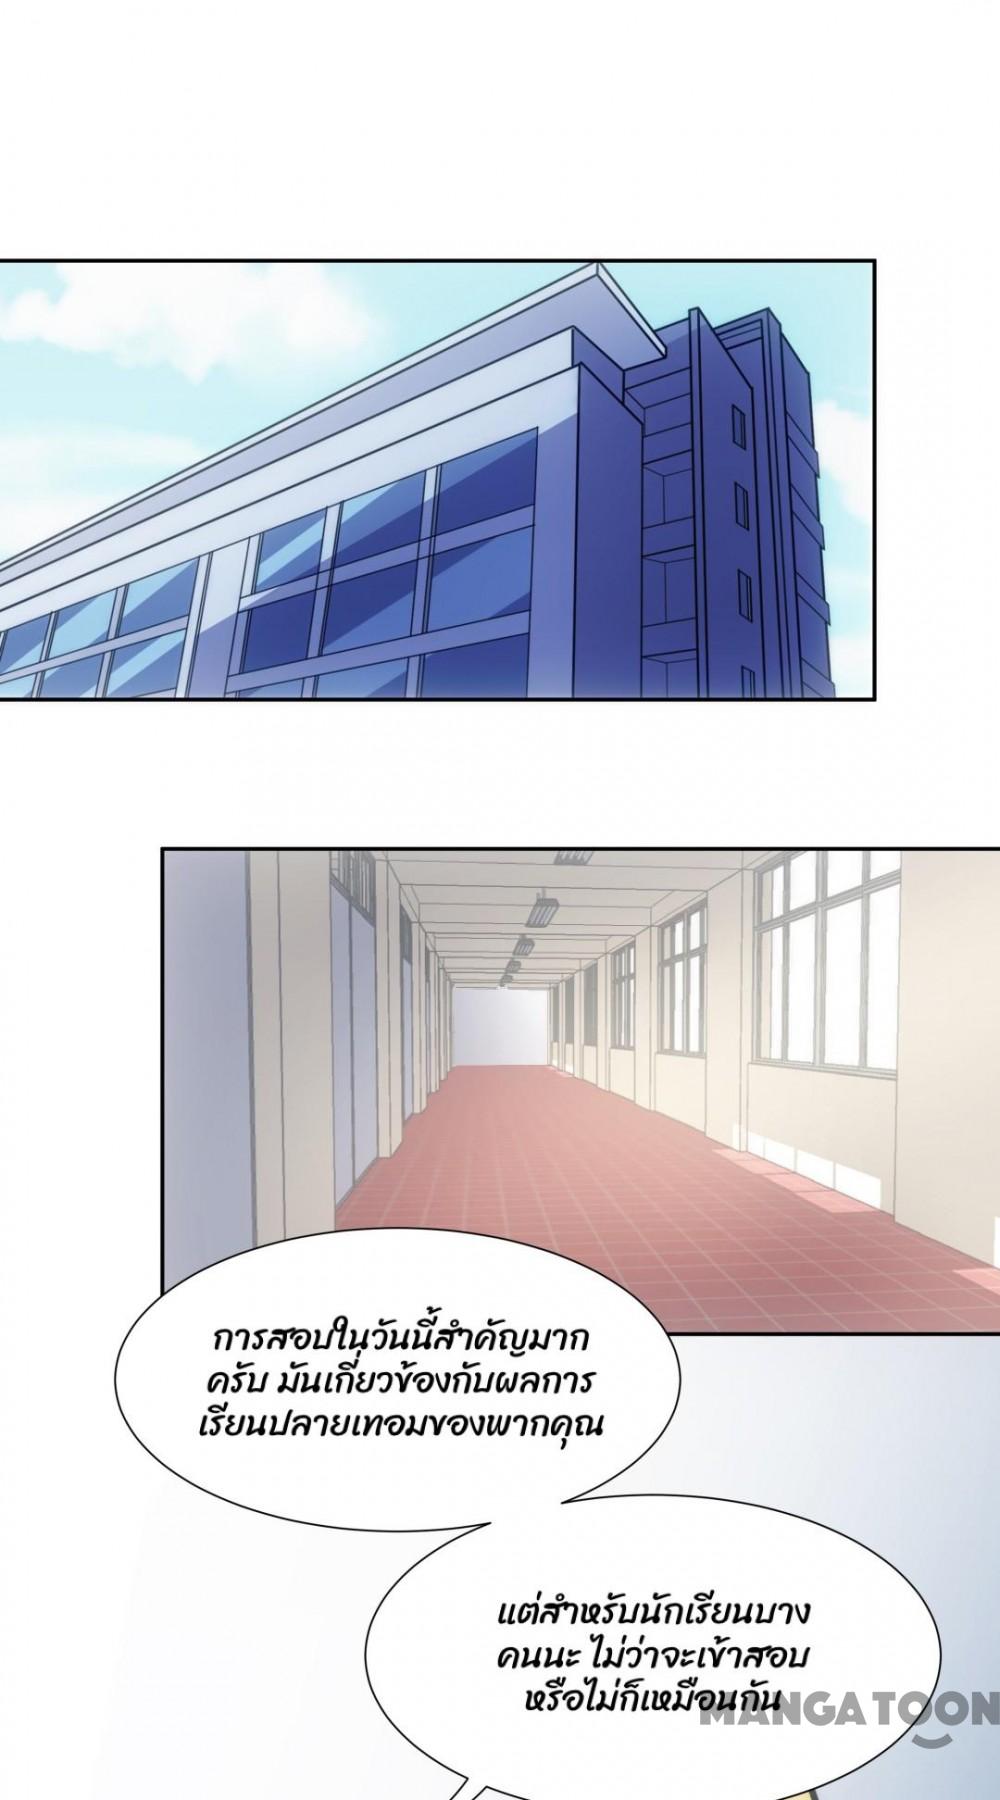 การสอบในวันนี้สำคัญมาก
ครับ มันเกี่ยวข้องกับผลการ
เรียนปลายเทอมของพากคุณ
แต่สำหรับนักเรียนบาง
คนนะ ไม่ว่าจะเข้าสอบ
หรือไม่ก็เหมือนกัน
MANGATOON